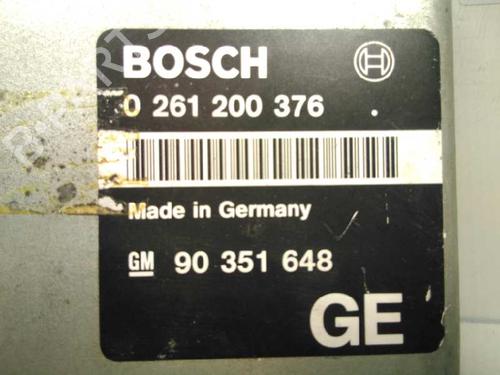 BOSCH
0 261 200 376 .
Made in Germany
GM 90 351 648
GE